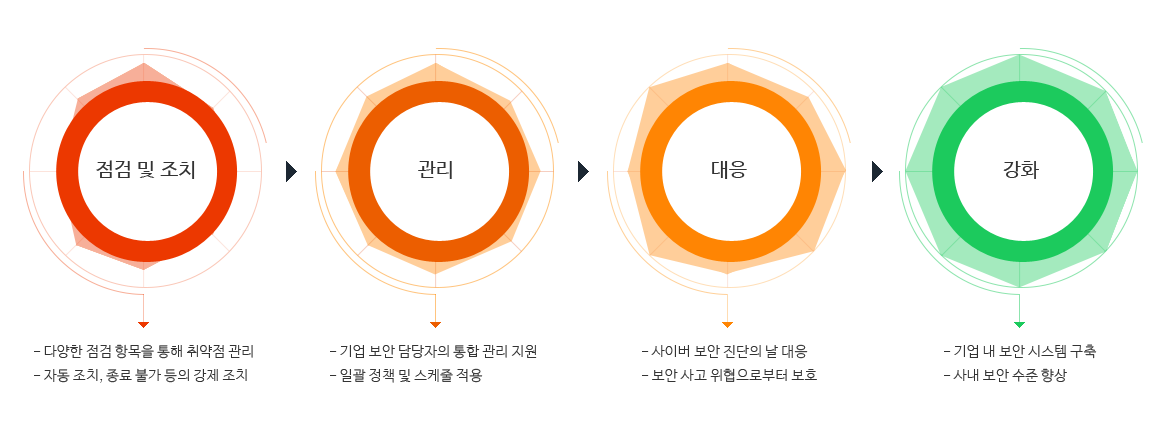 점검 및 조치
관리
대응
강화
- 다양한 점검 항목을 통해 취약점 관리
- 자동 조치, 종료 불가 등의 강제 조치
- 기업 보안 담당자의 통합 관리 지원
- 일괄 정책 및 스케줄 적용
- 사이버 보안 진단의 날 대응
- 보안 사고 위협으로부터 보호
- 기업 내 보안 시스템 구축
- 사내 보안 수준 향상